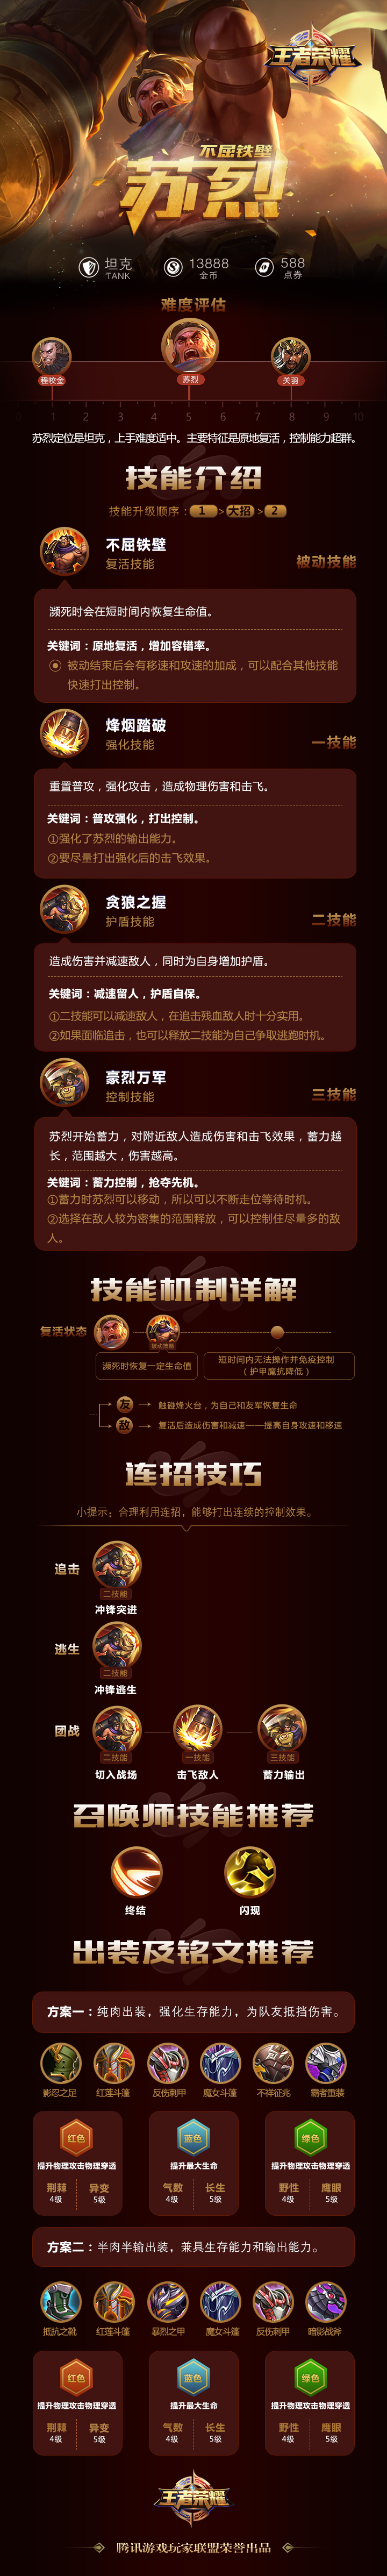 王者荣耀
不屈铁壁
苏烈
坦克
TANK
13888
金币
588
点券
难度评估
程咬金
苏烈
关羽
0 1 2 3 4 5 6 7 8 9 10
苏烈定位是坦克，上手难度适中。主要特征是原地复活，控制能力超群。
技能介绍
技能升级顺序：1 > 大招 > 2
不屈铁壁
复活技能
被动技能
濒死时会在短时间内恢复生命值。
关键词：原地复活，增加容错率。
被动结束后会有移速和攻速的加成，可以配合其他技能
快速打出控制。
烽烟踏破
强化技能
一技能
重置普攻，强化攻击，造成物理伤害和击飞。
关键词：普攻强化，打出控制。
①强化了苏烈的输出能力。
②要尽量打出强化后的击飞效果。
贪狼之握
护盾技能
二技能
造成伤害并减速敌人，同时为自身增加护盾。
关键词：减速留人，护盾自保。
①二技能可以减速敌人，在追击残血敌人时十分实用。
②如果面临追击，也可以释放二技能为自己争取逃跑时机。
豪烈万军
控制技能
三技能
苏烈开始蓄力，对附近敌人造成伤害和击飞效果，蓄力越
长，范围越大，伤害越高。
关键词：蓄力控制，抢夺先机。
①蓄力时苏烈可以移动，所以可以不断走位等待时机。
②选择在敌人较为密集的范围释放，可以控制住尽量多的敌
人。
技能机制详解
复活状态
被动技能
濒死时恢复一定生命值
短时间内无法操作并免疫控制
（护甲魔抗降低）
友
触碰烽火台，为自己和友军恢复生命
敌
复活后造成伤害和减速——提高自身攻速和移速
连招技巧
小提示：合理利用连招，能够打出连续的控制效果。
追击
二技能
冲锋突进
逃生
二技能
冲锋逃生
团战
二技能 一技能 三技能
切入战场 击飞敌人 蓄力输出
召唤师技能推荐
终结 闪现
出装及铭文推荐
方案一：纯肉出装，强化生存能力，为队友抵挡伤害。
影忍之足 红莲斗篷 反伤刺甲 魔女斗篷 不祥征兆 霸者重装
红色 蓝色 绿色
提升物理攻击物理穿透 提升最大生命 提升物理攻击物理穿透
荆棘 异变 气数 长生 野性 鹰眼
4级 5级 4级 5级 4级 5级
方案二：半肉半输出装，兼具生存能力和输出能力。
抵抗之靴 红莲斗篷 暴烈之甲 魔女斗篷 反伤刺甲 暗影战斧
红色 蓝色 绿色
提升物理攻击物理穿透 提升最大生命 提升物理攻击物理穿透
荆棘 异变 气数 长生 野性 鹰眼
4级 5级 4级 5级 4级 5级
王者荣耀
腾讯游戏玩家联盟荣誉出品